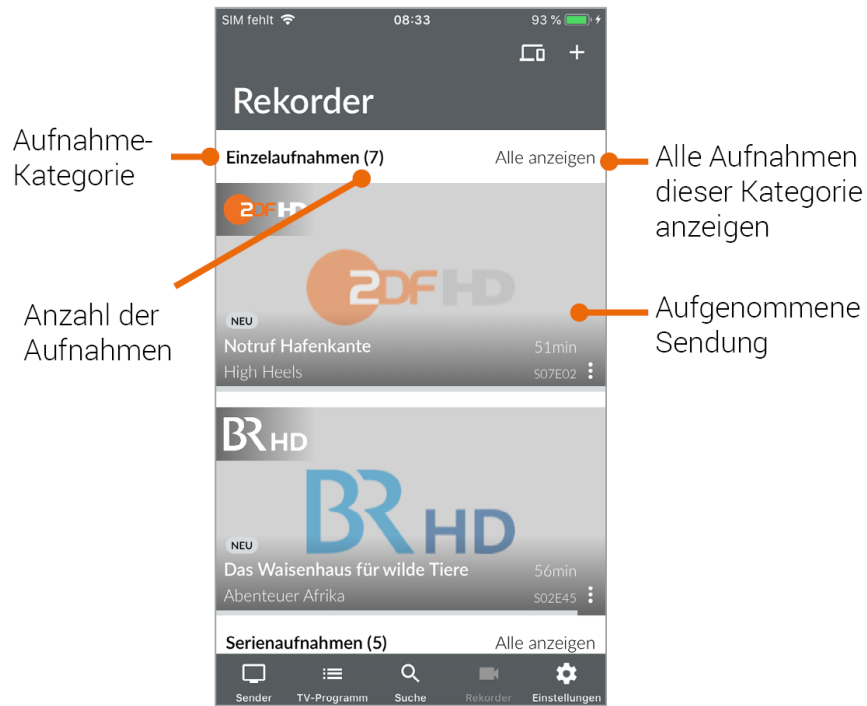 SIM fehlt 08:33 93 %
Rekorder
Aufnahme-
Kategorie
Einzelaufnahmen (7) Alle anzeigen
Alle Aufnahmen
dieser Kategorie
anzeigen
2DF HD
2DF HD
Anzahl der
Aufnahmen
Aufgenommene
Sendung
NEU
Notruf Hafenkante 51min
High Heels S07E02
BR HD
BR HD
NEU
Das Waisenhaus für wilde Tiere 56min
Abenteuer Afrika S02E45
Serienaufnahmen (5) Alle anzeigen
Sender TV-Programm Suche Rekorder Einstellungen